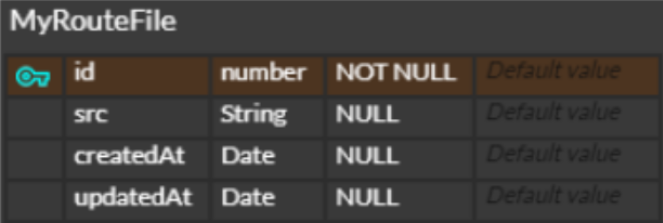 MyRouteFile
id number NOT NULL Default value
src String NULL Default value
createdAt Date NULL Default value
updatedAt Date NULL Default value